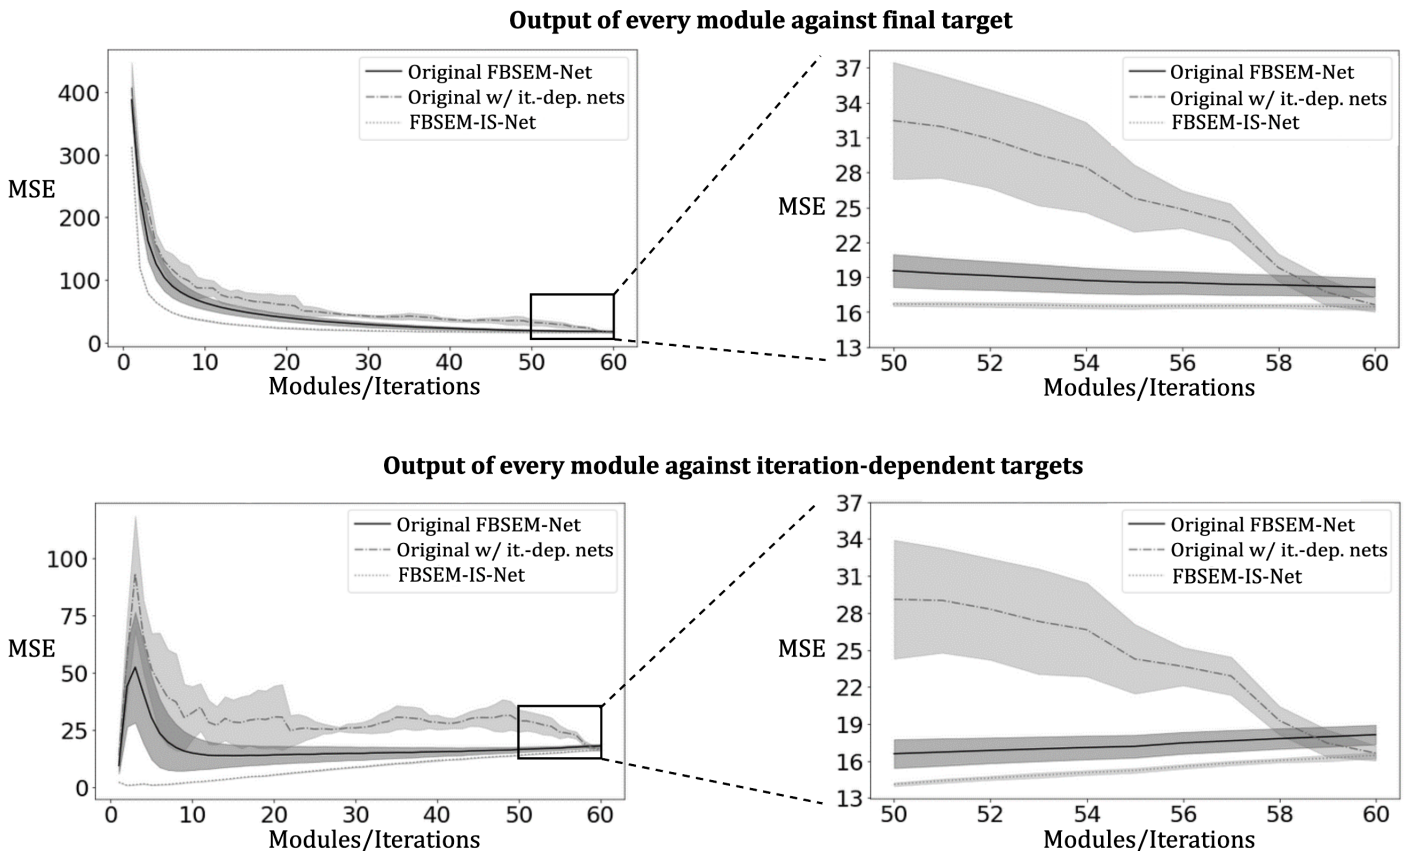 Output of every module against final target
MSE
400
300
200
100
0
0 10 20 30 40 50 60
Modules/Iterations
Original FBSEM-Net
Original w/ it.-dep. nets
FBSEM-IS-Net
MSE
37
34
31
28
25
22
19
16
13
50 52 54 56 58 60
Modules/Iterations
Original FBSEM-Net
Original w/ it.-dep. nets
FBSEM-IS-Net
Output of every module against iteration-dependent targets
MSE
100
75
50
25
0
0 10 20 30 40 50 60
Modules/Iterations
Original FBSEM-Net
Original w/ it.-dep. nets
FBSEM-IS-Net
MSE
37
34
31
28
25
22
19
16
13
50 52 54 56 58 60
Modules/Iterations
Original FBSEM-Net
Original w/ it.-dep. nets
FBSEM-IS-Net